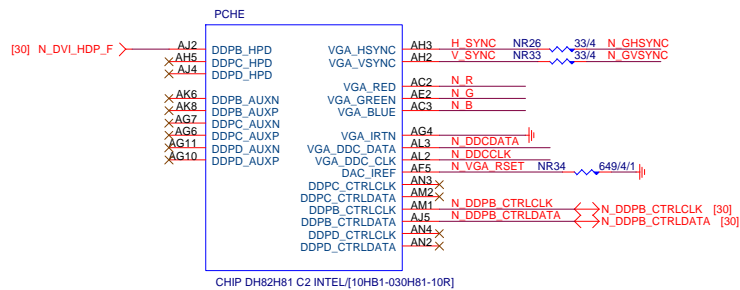 PCHE
[30] N_DVI_HDP_F AJ2 DDPB_HPD VGA_HSYNC AH3 H_SYNC NR26 33/4 N_GHSYNC
AH5 DDPC_HPD VGA_VSYNC AH2 V_SYNC NR33 33/4 N_GVSYNC
AJ4 DDPD_HPD
VGA_RED AC2 N_R
AK6 DDPB_AUXN VGA_GREEN AE2 N_G
AK8 DDPB_AUXP VGA_BLUE AC3 N_B
AG7 DDPC_AUXN
AG6 DDPC_AUXP VGA_IRTN AG4
AG11 DDPD_AUXN VGA_DDC_DATA AL3 N_DDCDATA
AG10 DDPD_AUXP VGA_DDC_CLK AL2 N_DDCCLK
DAC_IREF AF5 N_VGA_RSET NR34 649/4/1
DDPC_CTRLCLK AN3
DDPC_CTRLDATA AM2
DDPB_CTRLCLK AM1 N_DDPB_CTRLCLK N_DDPB_CTRLCLK [30]
DDPB_CTRLDATA AJ5 N_DDPB_CTRLDATA N_DDPB_CTRLDATA [30]
DDPD_CTRLCLK AN4
DDPD_CTRLDATA AN2
CHIP DH82H81 C2 INTEL/[10HB1-030H81-10R]